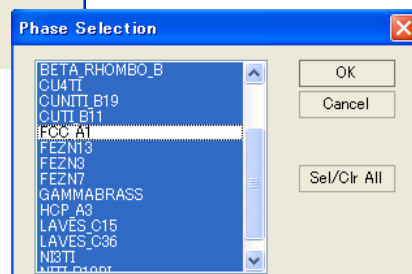 Phase Selection
BETA_RHOMBO_B
CU4TI
CUNITI_B19
CUTI_B11
FCC_A1
FEZN13
FEZN3
FEZN7
GAMMABRASS
HCP_A3
LAVES_C15
LAVES_C36
NI3TI
OK
Cancel
Sel/Clr All